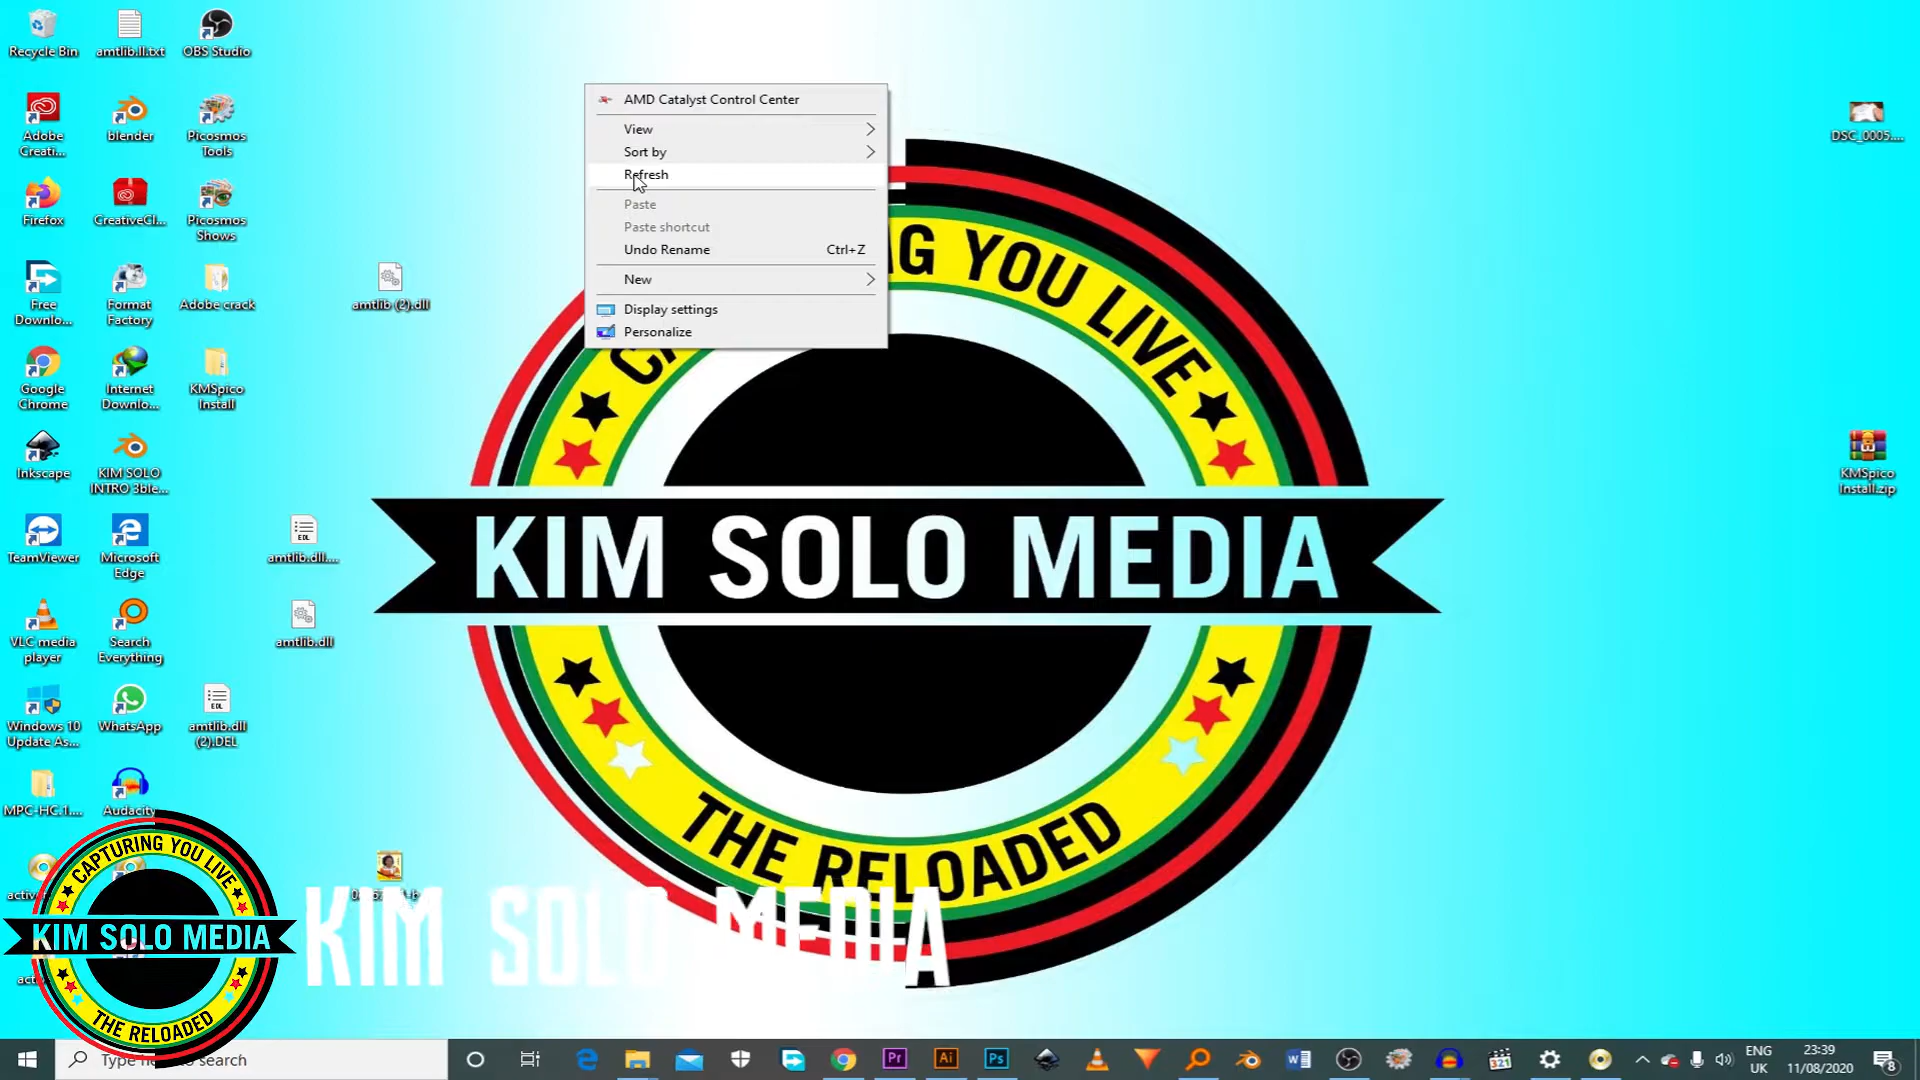 Recycle Bin
amtlib.ll.txt
OBS Studio
Adobe
Creati...
blender
Picosmos
Tools
Firefox
CreativeCl...
Picosmos
Shows
Free
Downlo...
Format
Factory
Adobe crack
amtlib (2).dll
Google
Chrome
Internet
Downlo...
KMSpico
Install
Inkscape
KIM SOLO
INTRO 3ble...
TeamViewer
Microsoft
Edge
amtlib.dll....
VLC media
player
Search
Everything
amtlib.dll
Windows 10
Update As...
WhatsApp
amtlib.dll
(2).DEL
MPC-HC.1....
Audacity
AMD Catalyst Control Center
View
Sort by
Refresh
Paste
Paste shortcut
Undo Rename Ctrl+Z
New
Display settings
Personalize
DSC_0005....
KMSpico
Install.zip
YOU LIVE
KIM SOLO MEDIA
THE RELOADED
CAPTURING YOU LIVE
KIM SOLO MEDIA
THE RELOADED
KIM SOLO MEDIA
search
ENG
UK
23:39
11/08/2020
8